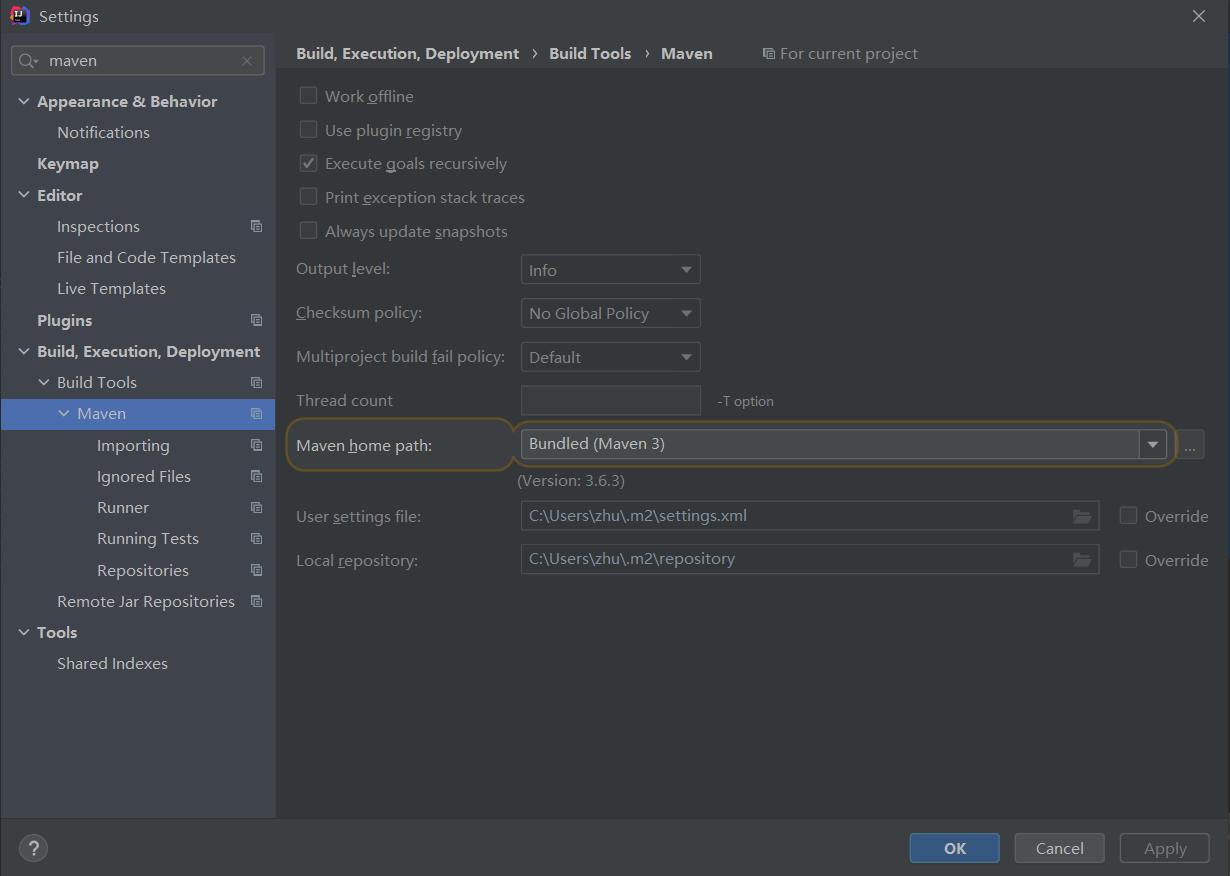 Settings
maven
Appearance & Behavior
Notifications
Keymap
Editor
Inspections
File and Code Templates
Live Templates
Plugins
Build, Execution, Deployment
Build Tools
Maven
Importing
Ignored Files
Runner
Running Tests
Repositories
Remote Jar Repositories
Tools
Shared Indexes
Build, Execution, Deployment › Build Tools › Maven For current project
Work offline
Use plugin registry
Execute goals recursively
Print exception stack traces
Always update snapshots
Output level: Info
Checksum policy: No Global Policy
Multiproject build fail policy: Default
Thread count -T option
Maven home path: Bundled (Maven 3) ...
(Version: 3.6.3)
User settings file: C:\Users\zhu\.m2\settings.xml Override
Local repository: C:\Users\zhu\.m2\repository Override
? OK Cancel Apply